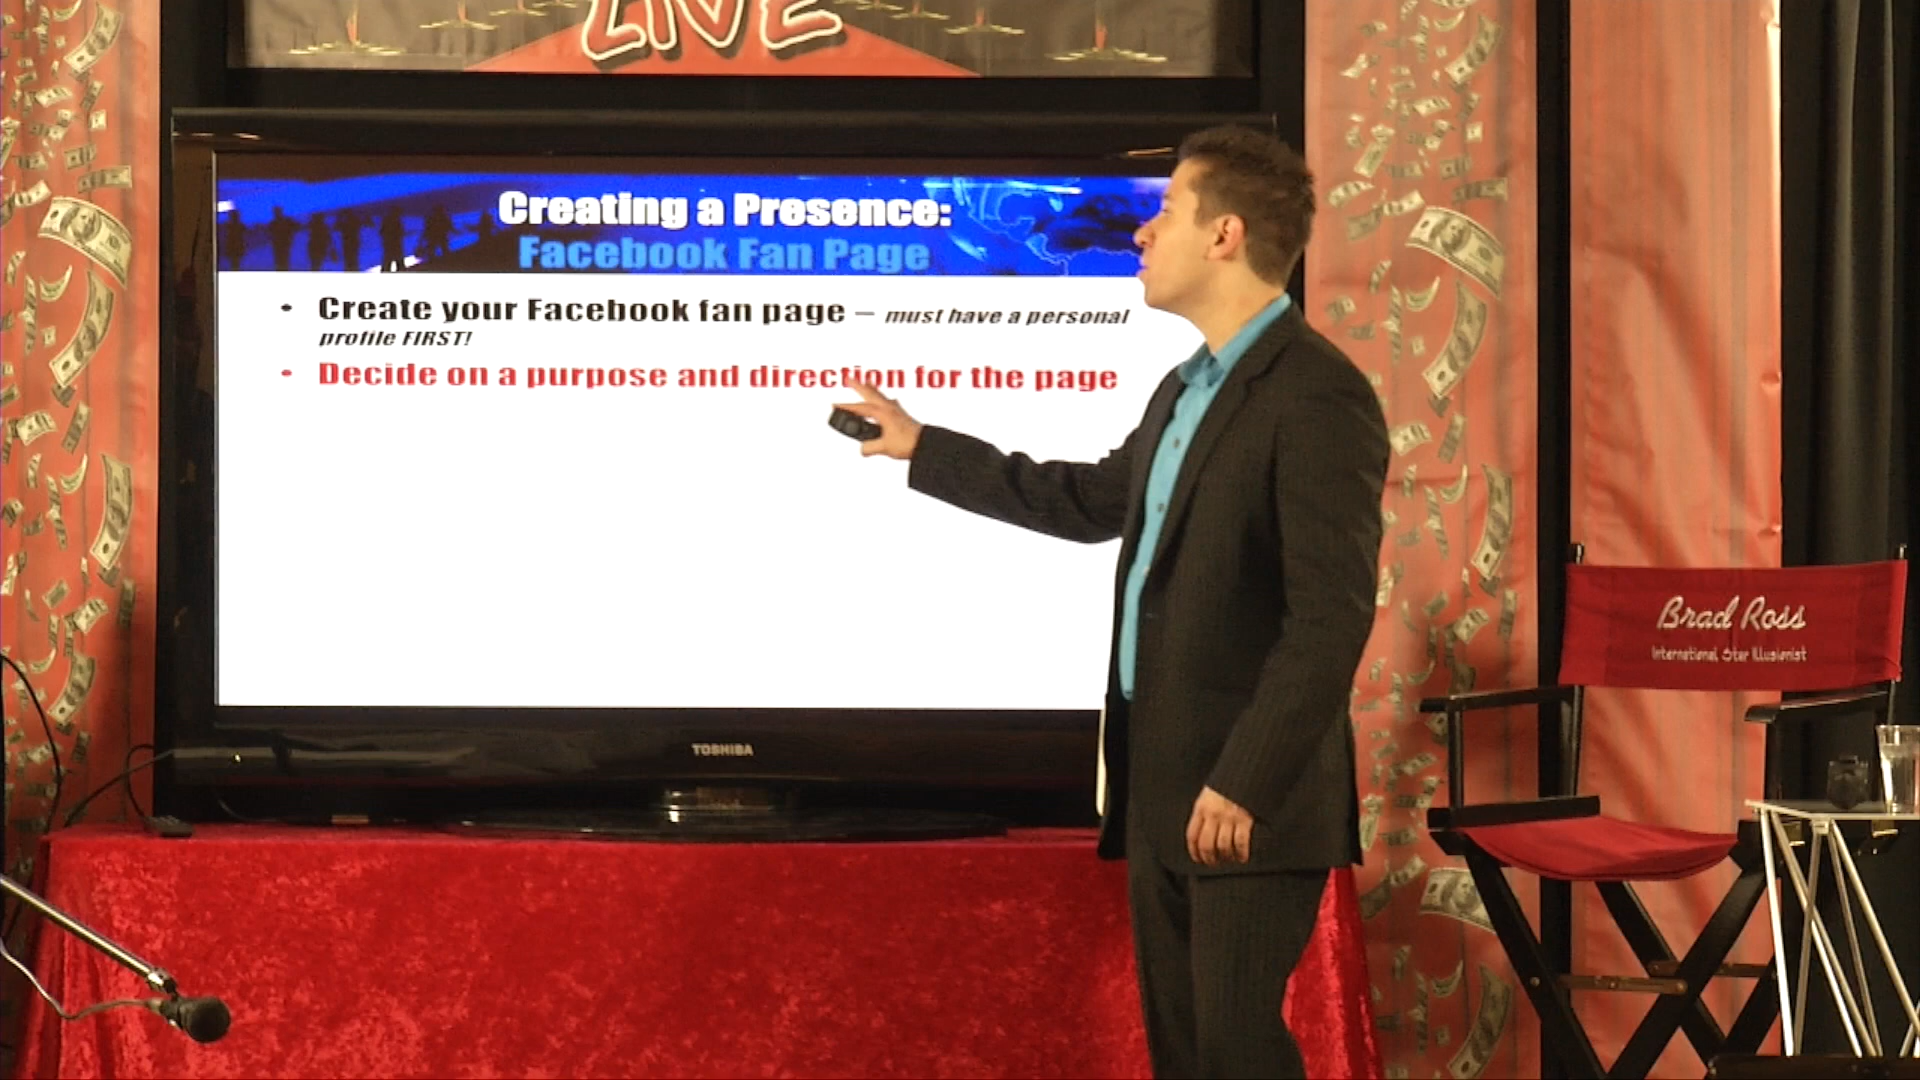 LIVE
Creating a Presence:
Facebook Fan Page
• Create your Facebook fan page – must have a personal
profile FIRST!
• Decide on a purpose and direction for the page
TOSHIBA
Brad Ross
International Star Illusionist